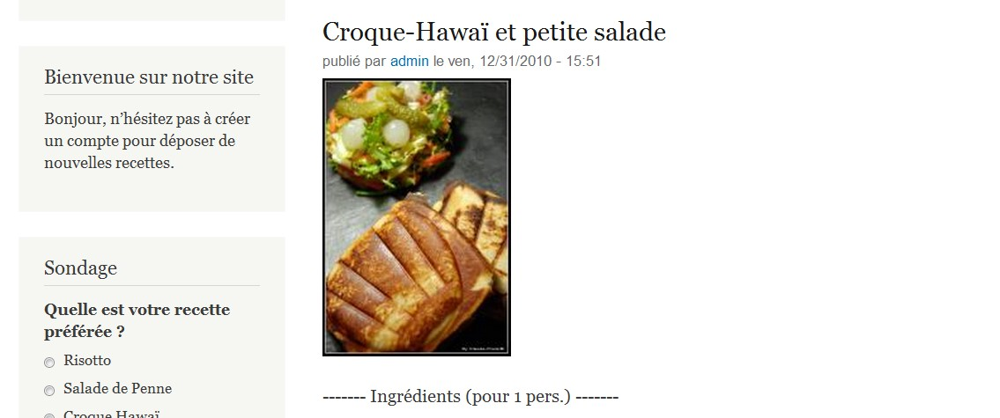 Bienvenue sur notre site
Bonjour, n'hésitez pas à créer
un compte pour déposer de
nouvelles recettes.
Sondage
Quelle est votre recette
préférée ?
Risotto
Salade de Penne
Croque Hawaï
Croque-Hawaï et petite salade
publié par admin le ven, 12/31/2010 - 15:51
------- Ingrédients (pour 1 pers.) -------